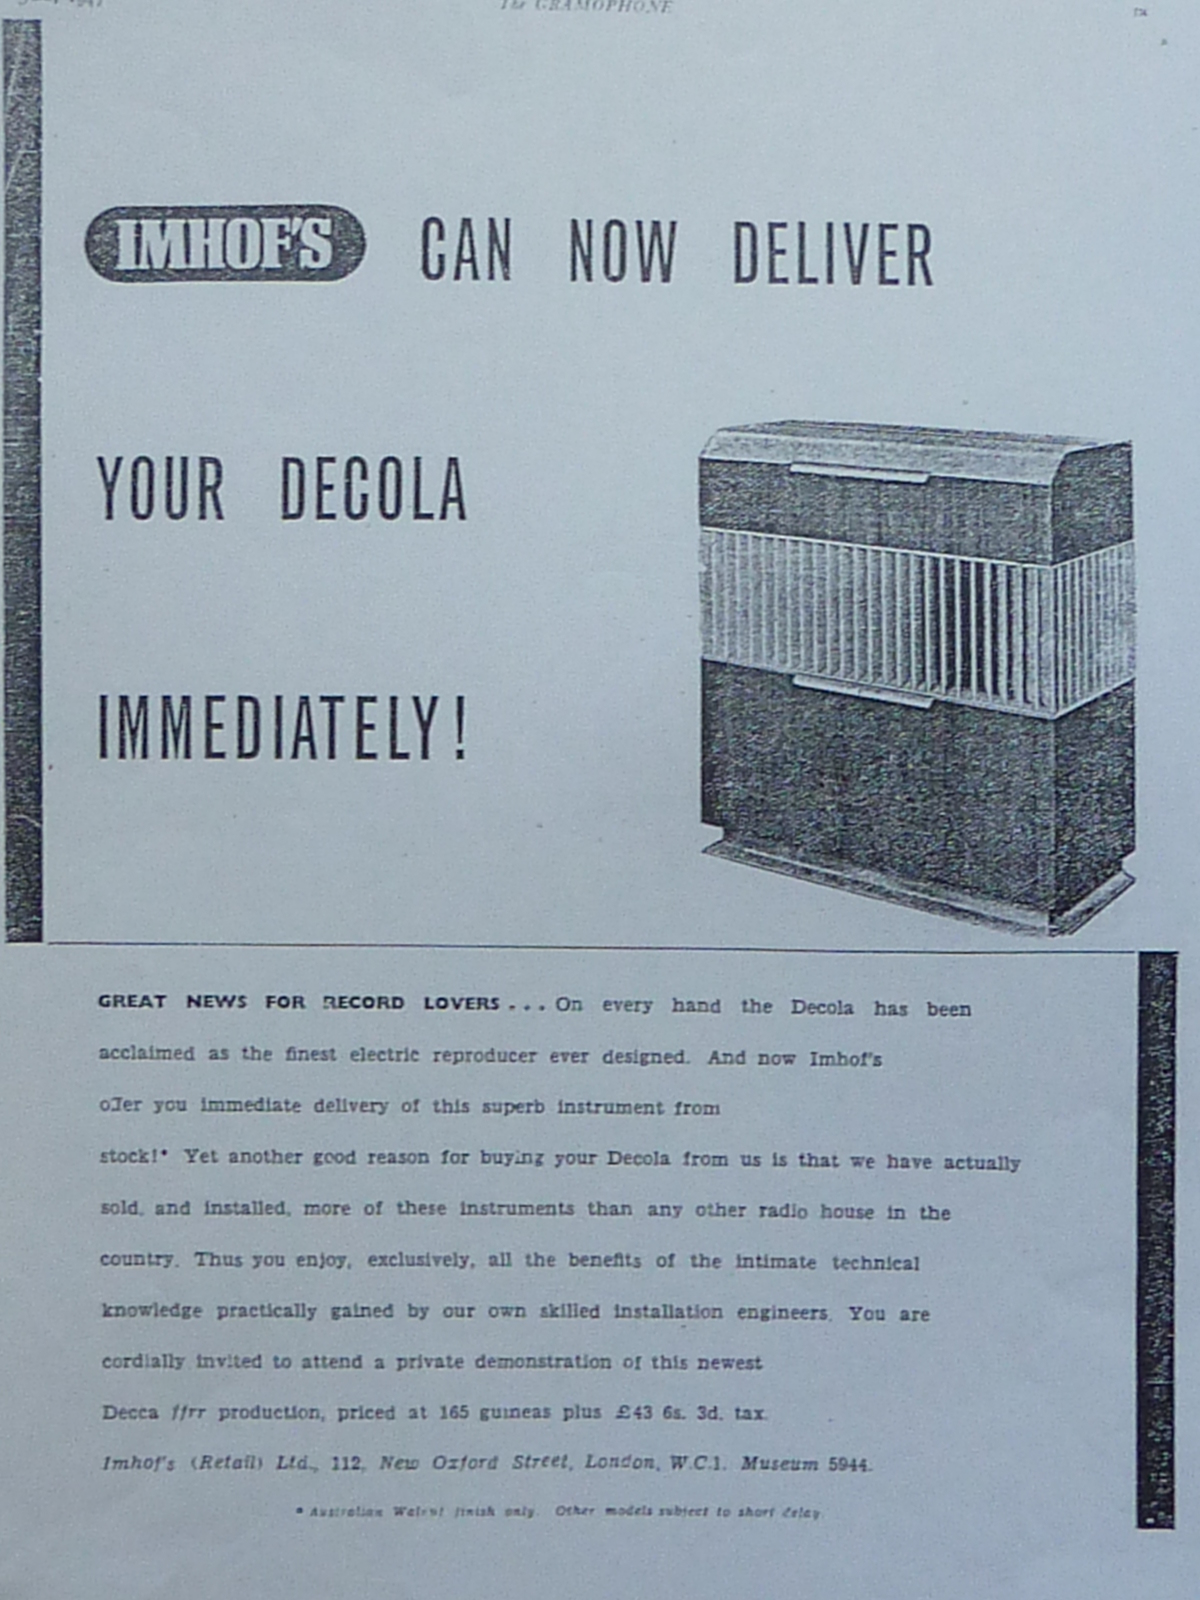 The GRAMOPHONE
IMHOF'S CAN NOW DELIVER
YOUR DECOLA
IMMEDIATELY!
GREAT NEWS FOR RECORD LOVERS . . . On every hand the Decola has been
acclaimed as the finest electric reproducer ever designed. And now Imhof's
offer you immediate delivery of this superb instrument from
stock!* Yet another good reason for buying your Decola from us is that we have actually
sold, and installed, more of these instruments than any other radio house in the
country. Thus you enjoy, exclusively, all the benefits of the intimate technical
knowledge practically gained by our own skilled installation engineers. You are
cordially invited to attend a private demonstration of this newest
Decca ffrr production, priced at 165 guineas plus £43 6s. 3d. tax.
Imhof's (Retail) Ltd., 112, New Oxford Street, London, W.C.1. Museum 5944.
* Australian Walnut finish only. Other models subject to short delay.